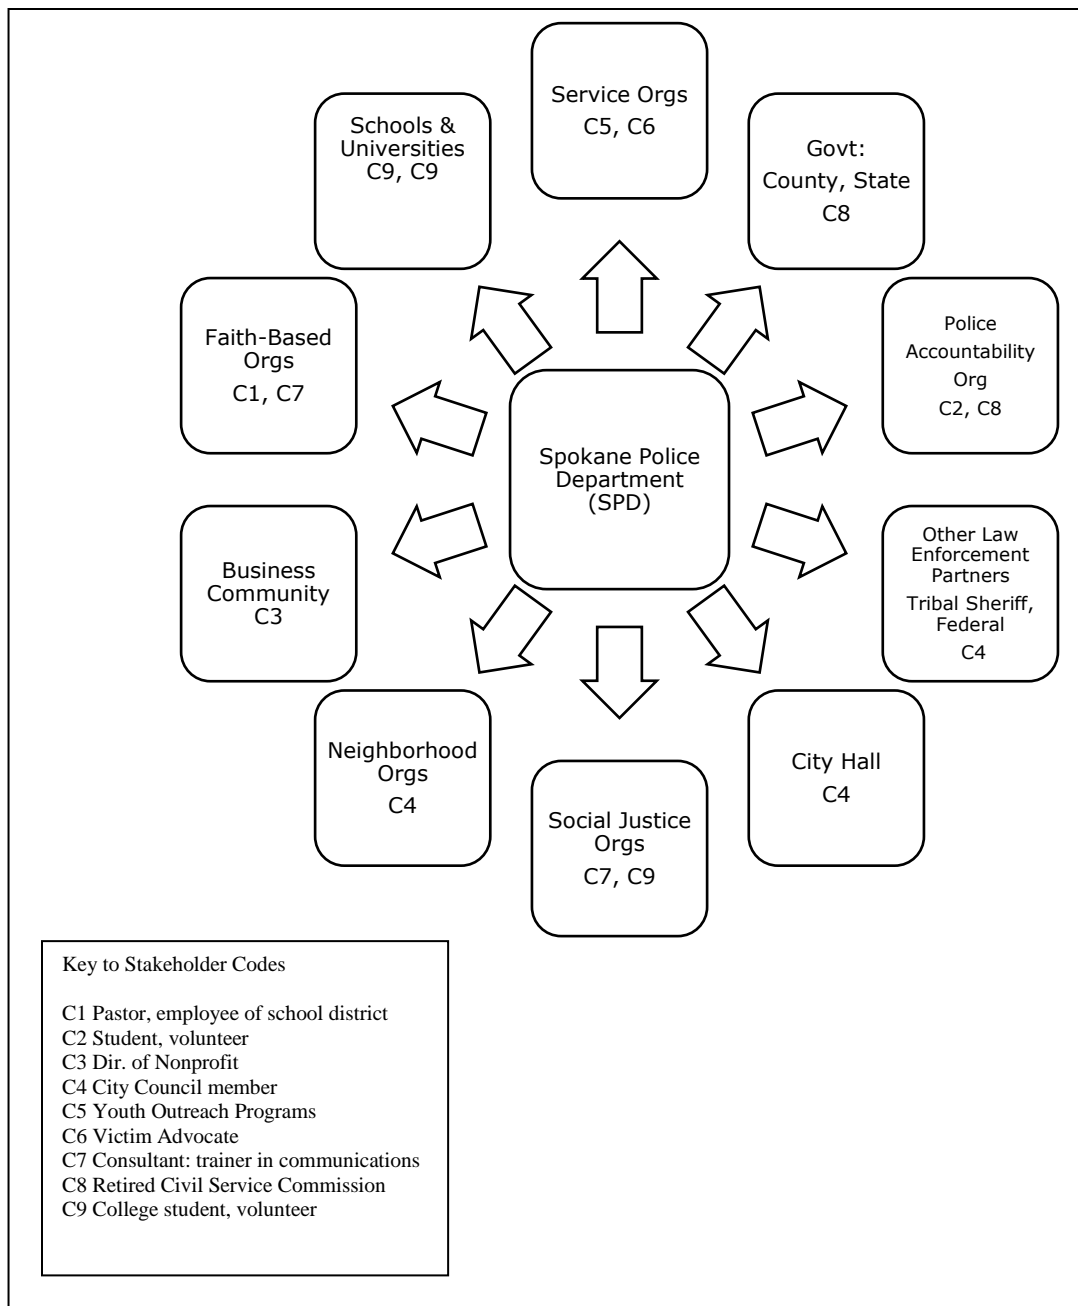 Service Orgs
C5, C6
Govt:
County, State
C8
Police
Accountability
Org
C2, C8
Other Law
Enforcement
Partners
Tribal Sheriff,
Federal
C4
City Hall
C4
Social Justice
Orgs
C7, C9
Neighborhood
Orgs
C4
Business
Community
C3
Faith-Based
Orgs
C1, C7
Schools &
Universities
C9, C9
Spokane Police
Department
(SPD)
Key to Stakeholder Codes
C1 Pastor, employee of school district
C2 Student, volunteer
C3 Dir. of Nonprofit
C4 City Council member
C5 Youth Outreach Programs
C6 Victim Advocate
C7 Consultant: trainer in communications
C8 Retired Civil Service Commission
C9 College student, volunteer